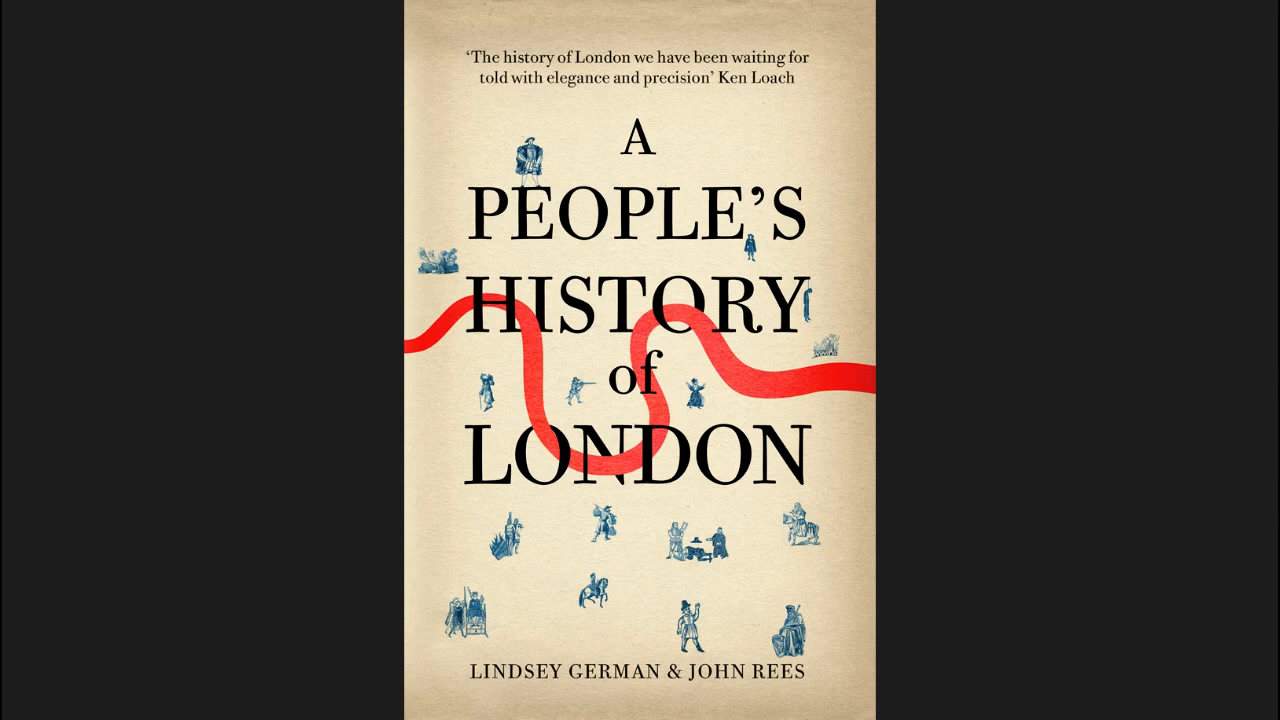 ‘The history of London we have been waiting for
told with elegance and precision’ Ken Loach
A
PEOPLE’S
HISTORY
of
LONDON
LINDSEY GERMAN & JOHN REES